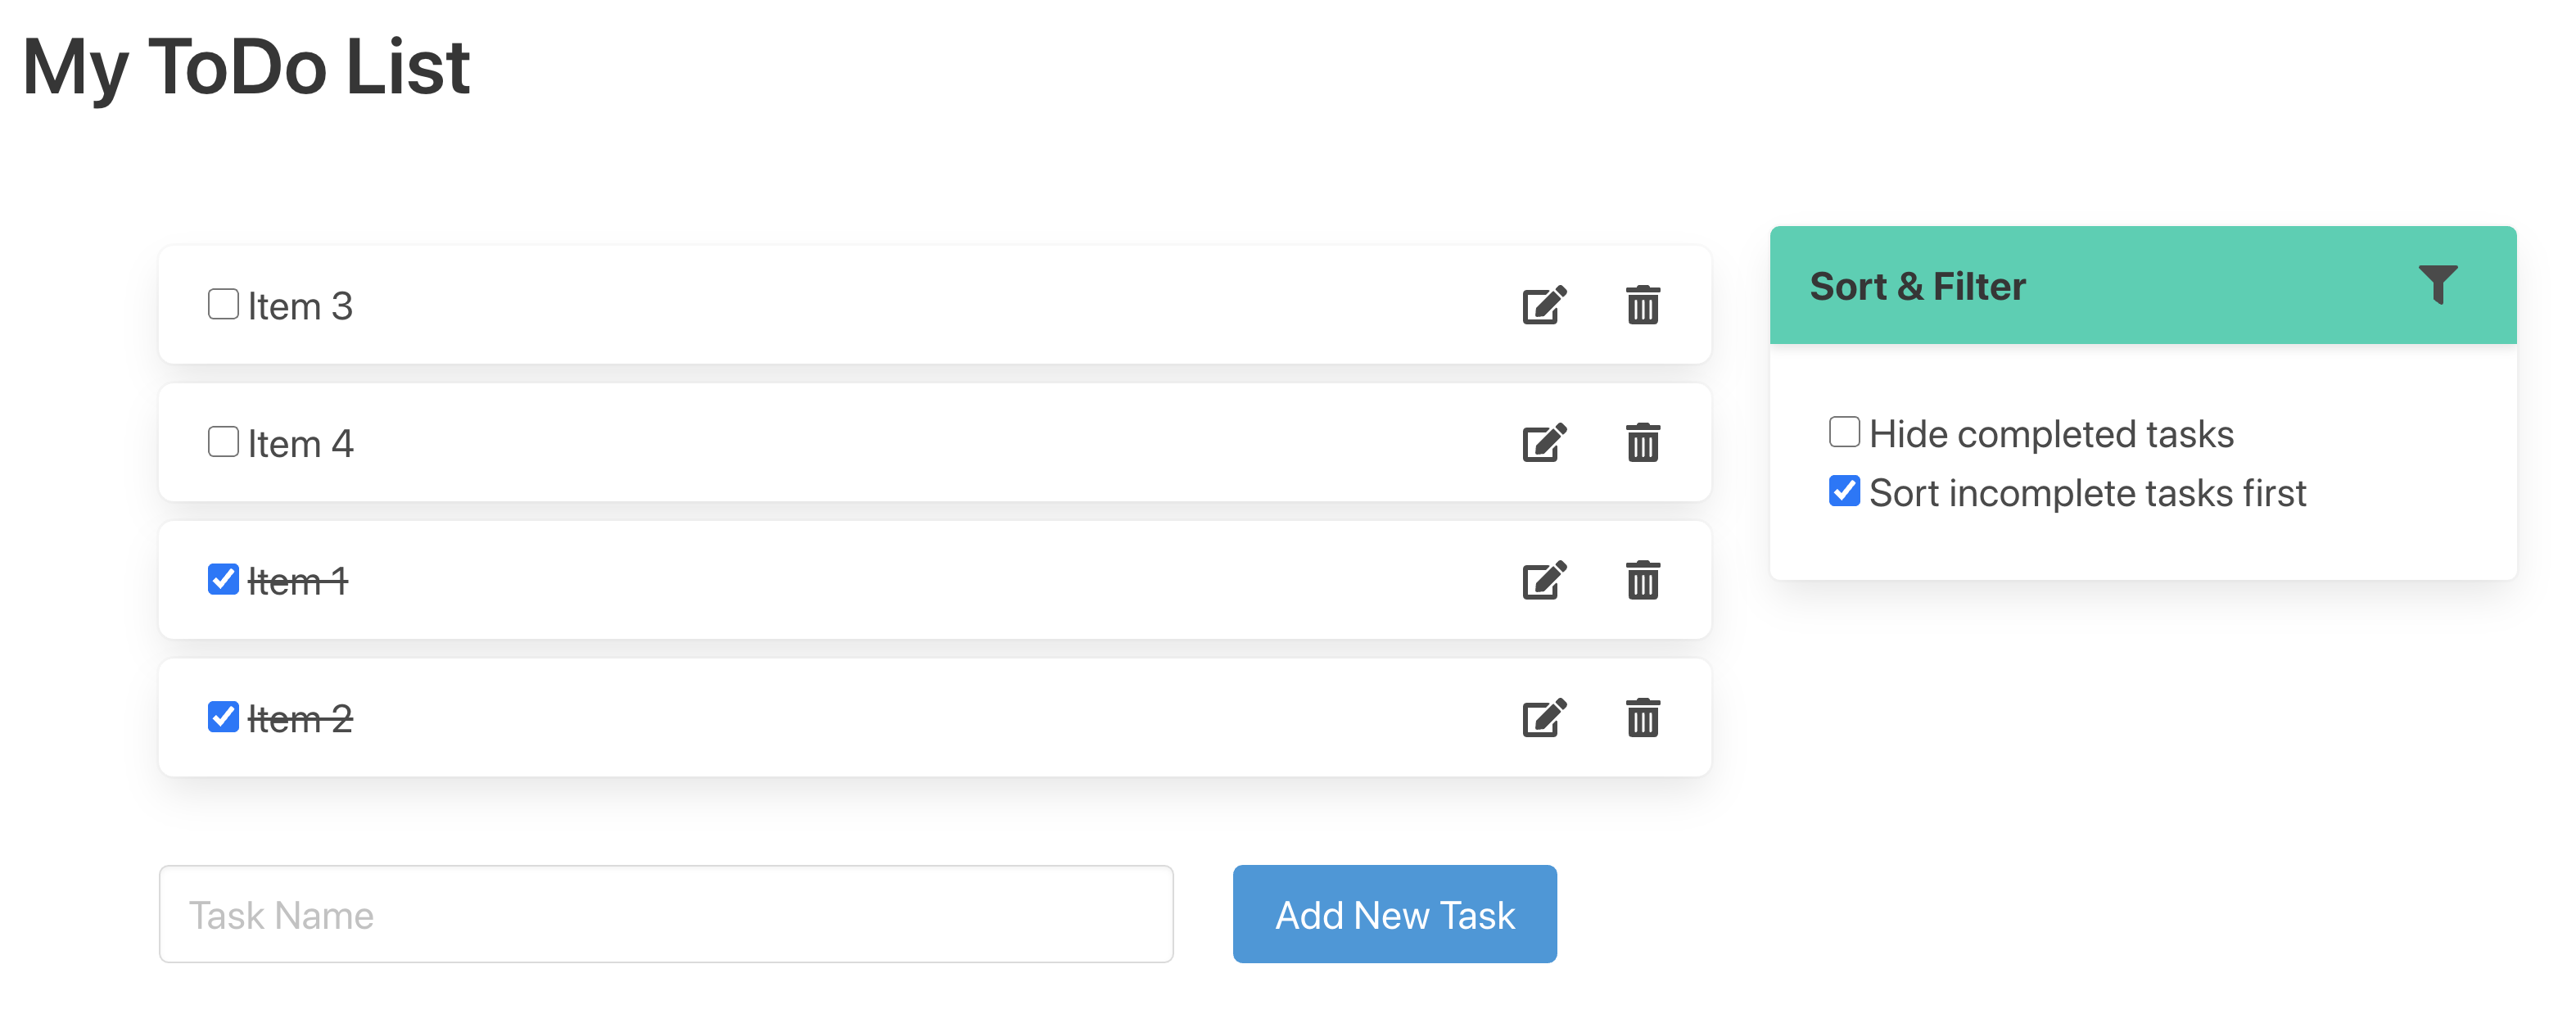 My ToDo List
Item 3
Item 4
Item 1
Item 2
Task Name
Add New Task
Sort & Filter
Hide completed tasks
Sort incomplete tasks first